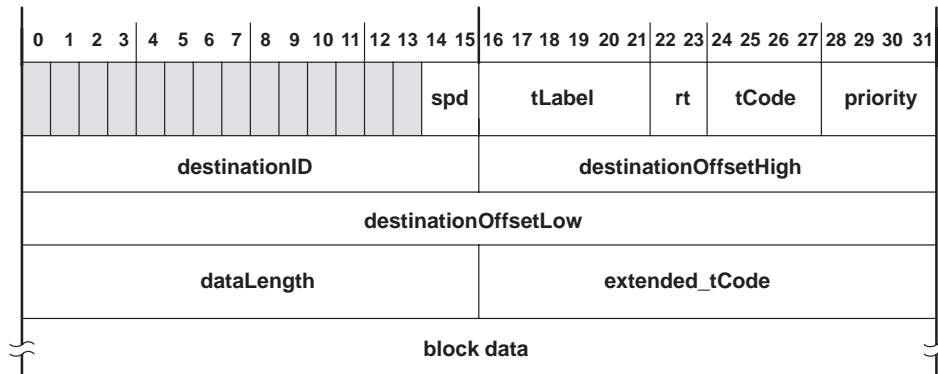 0 1 2 3 4 5 6 7 8 9 10 11 12 13 14 15 16 17 18 19 20 21 22 23 24 25 26 27 28 29 30 31
spd tLabel rt tCode priority
destinationID destinationOffsetHigh
destinationOffsetLow
dataLength extended_tCode
block data